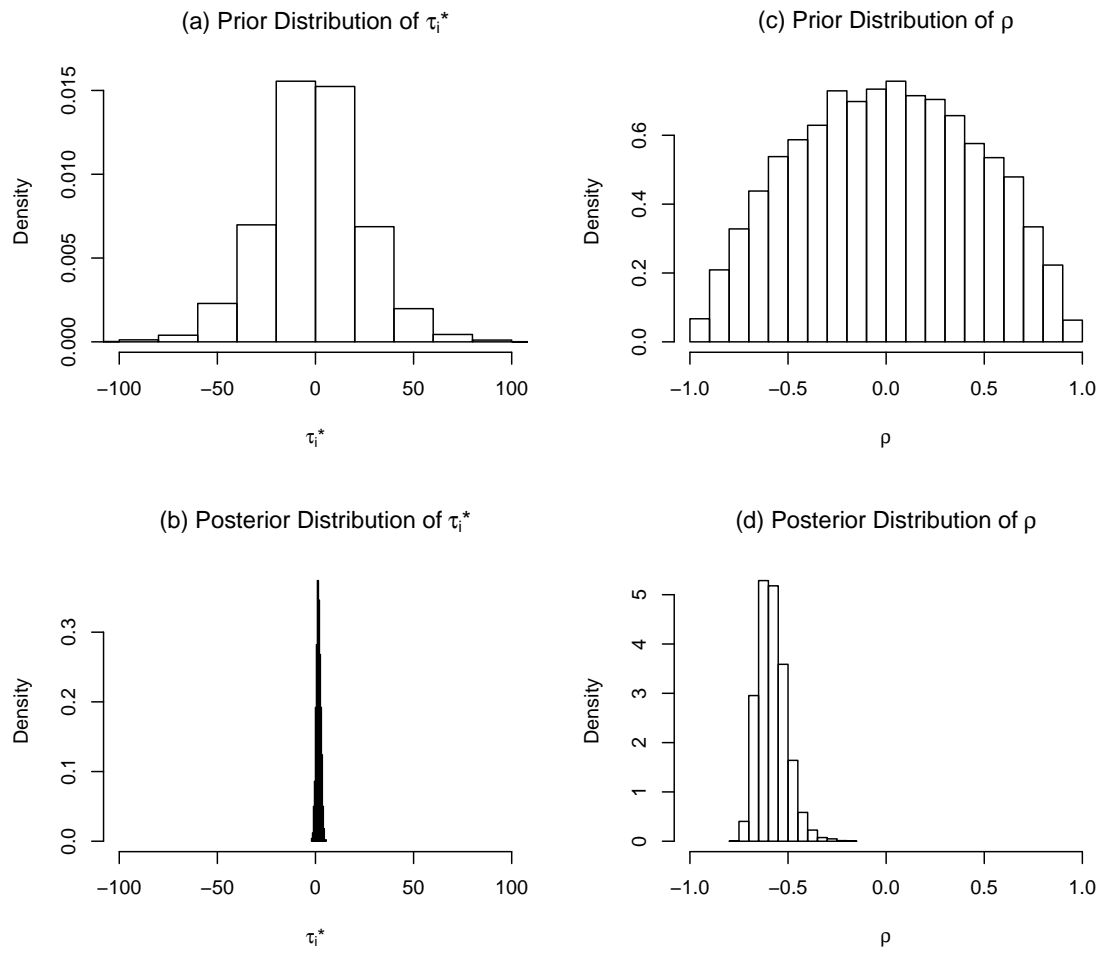 (a) Prior Distribution of τi*
Density
0.000 0.005 0.010 0.015
−100 −50 0 50 100
τi*
(c) Prior Distribution of ρ
Density
0.0 0.2 0.4 0.6
−1.0 −0.5 0.0 0.5 1.0
ρ
(b) Posterior Distribution of τi*
Density
0.0 0.1 0.2 0.3
−100 −50 0 50 100
τi*
(d) Posterior Distribution of ρ
Density
0 1 2 3 4 5
−1.0 −0.5 0.0 0.5 1.0
ρ